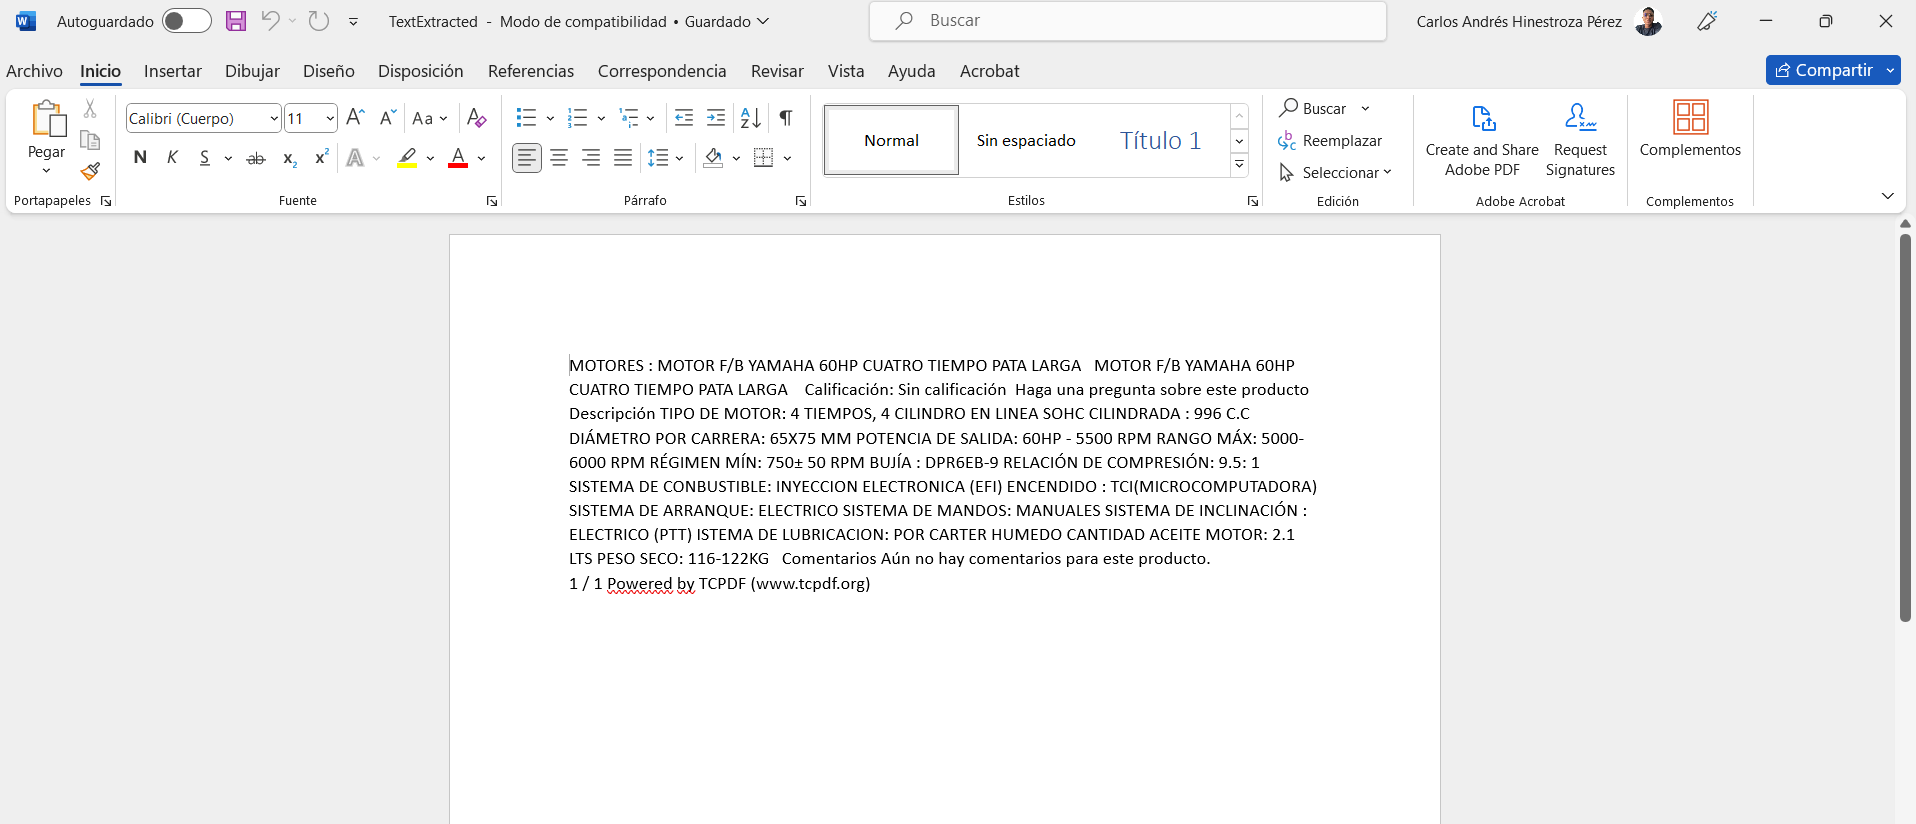 Autoguardado TextExtracted - Modo de compatibilidad • Guardado Buscar Carlos Andrés Hinestroza Pérez
Archivo Inicio Insertar Dibujar Diseño Disposición Referencias Correspondencia Revisar Vista Ayuda Acrobat Compartir
Pegar
Portapapeles
Calibri (Cuerpo) 11 Aa
N K S ab x₂ x² A A
Fuente
Párrafo
Normal Sin espaciado Título 1
Estilos
Buscar
Reemplazar
Seleccionar
Edición
Create and Share Adobe PDF
Request Signatures
Adobe Acrobat
Complementos
Complementos
MOTORES : MOTOR F/B YAMAHA 60HP CUATRO TIEMPO PATA LARGA   MOTOR F/B YAMAHA 60HP
CUATRO TIEMPO PATA LARGA    Calificación: Sin calificación  Haga una pregunta sobre este producto
Descripción TIPO DE MOTOR: 4 TIEMPOS, 4 CILINDRO EN LINEA SOHC CILINDRADA : 996 C.C
DIÁMETRO POR CARRERA: 65X75 MM POTENCIA DE SALIDA: 60HP - 5500 RPM RANGO MÁX: 5000-
6000 RPM RÉGIMEN MÍN: 750± 50 RPM BUJÍA : DPR6EB-9 RELACIÓN DE COMPRESIÓN: 9.5: 1
SISTEMA DE CONBUSTIBLE: INYECCION ELECTRONICA (EFI) ENCENDIDO : TCI(MICROCOMPUTADORA)
SISTEMA DE ARRANQUE: ELECTRICO SISTEMA DE MANDOS: MANUALES SISTEMA DE INCLINACIÓN :
ELECTRICO (PTT) ISTEMA DE LUBRICACION: POR CARTER HUMEDO CANTIDAD ACEITE MOTOR: 2.1
LTS PESO SECO: 116-122KG   Comentarios Aún no hay comentarios para este producto.
1 / 1 Powered by TCPDF (www.tcpdf.org)